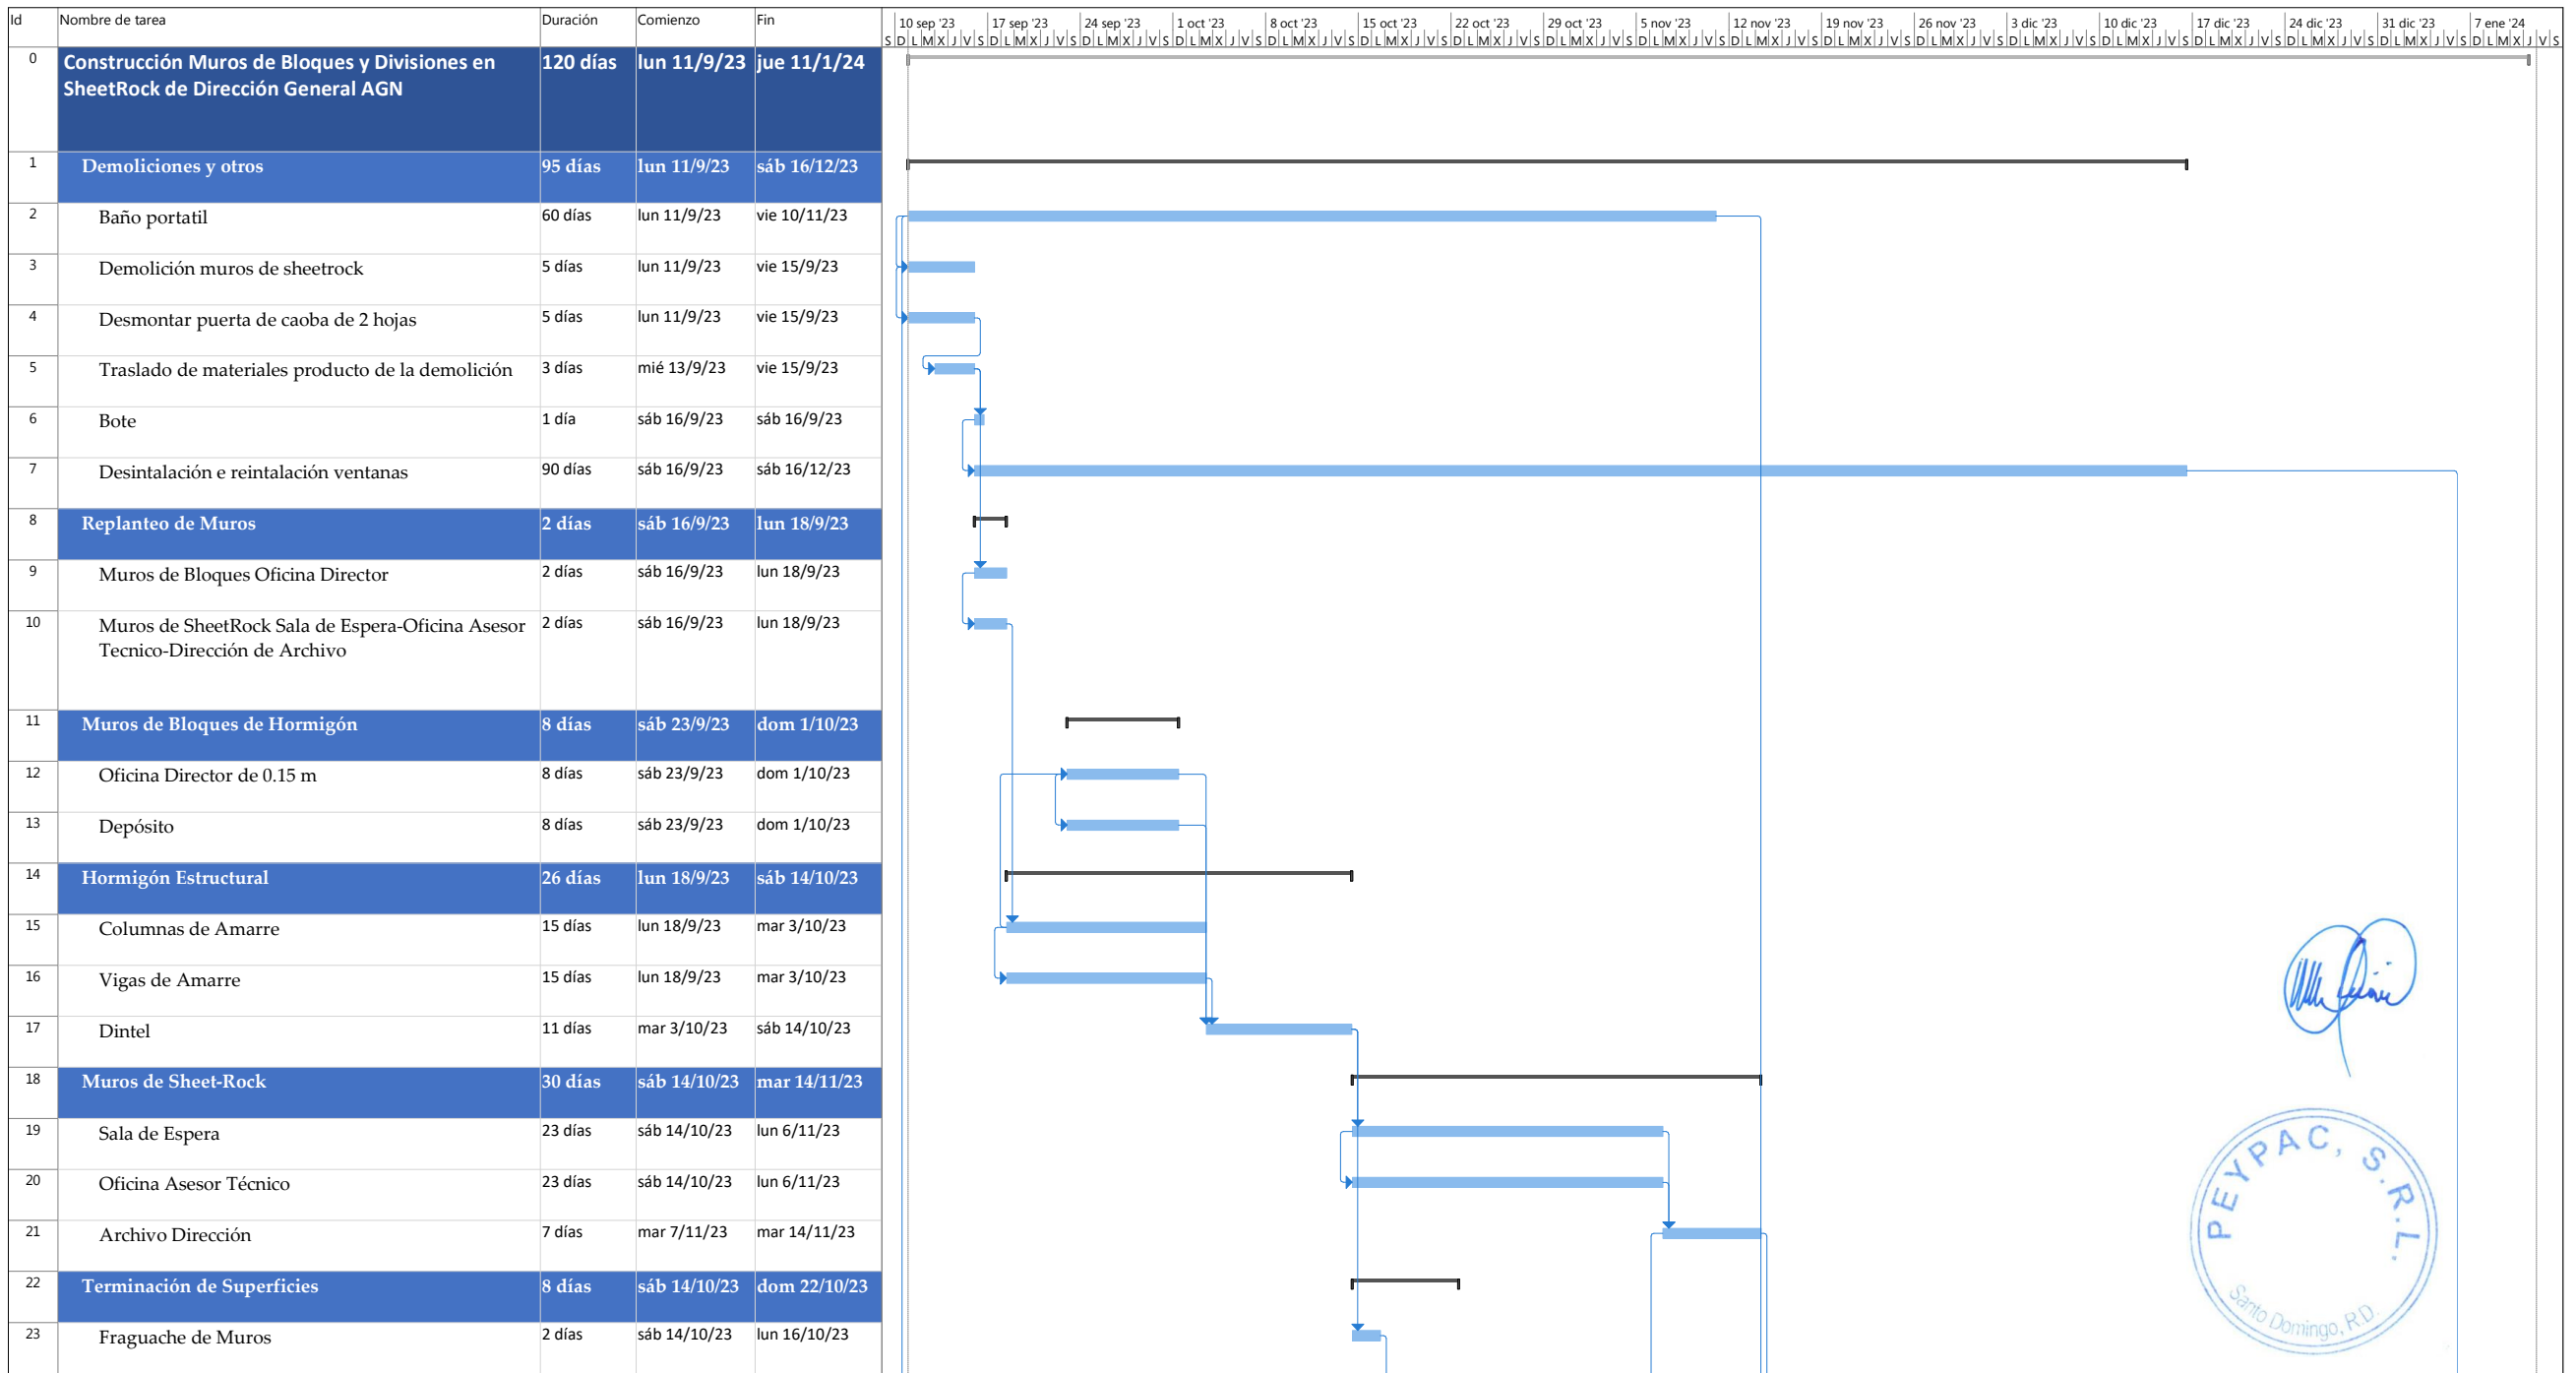 Id Nombre de tarea Duración Comienzo Fin
10 sep '23 17 sep '23 24 sep '23 1 oct '23 8 oct '23 15 oct '23 22 oct '23 29 oct '23 5 nov '23 12 nov '23 19 nov '23 26 nov '23 3 dic '23 10 dic '23 17 dic '23 24 dic '23 31 dic '23 7 ene '24
S D L M X J V S D L M X J V S D L M X J V S D L M X J V S D L M X J V S D L M X J V S D L M X J V S D L M X J V S D L M X J V S D L M X J V S D L M X J V S D L M X J V S D L M X J V S D L M X J V S D L M X J V S D L M X J V S D L M X J V S D L M X J V S
0 Construcción Muros de Bloques y Divisiones en 120 días lun 11/9/23 jue 11/1/24
SheetRock de Dirección General AGN
1 Demoliciones y otros 95 días lun 11/9/23 sáb 16/12/23
2 Baño portatil 60 días lun 11/9/23 vie 10/11/23
3 Demolición muros de sheetrock 5 días lun 11/9/23 vie 15/9/23
4 Desmontar puerta de caoba de 2 hojas 5 días lun 11/9/23 vie 15/9/23
5 Traslado de materiales producto de la demolición 3 días mié 13/9/23 vie 15/9/23
6 Bote 1 día sáb 16/9/23 sáb 16/9/23
7 Desintalación e reintalación ventanas 90 días sáb 16/9/23 sáb 16/12/23
8 Replanteo de Muros 2 días sáb 16/9/23 lun 18/9/23
9 Muros de Bloques Oficina Director 2 días sáb 16/9/23 lun 18/9/23
10 Muros de SheetRock Sala de Espera-Oficina Asesor 2 días sáb 16/9/23 lun 18/9/23
Tecnico-Dirección de Archivo
11 Muros de Bloques de Hormigón 8 días sáb 23/9/23 dom 1/10/23
12 Oficina Director de 0.15 m 8 días sáb 23/9/23 dom 1/10/23
13 Depósito 8 días sáb 23/9/23 dom 1/10/23
14 Hormigón Estructural 26 días lun 18/9/23 sáb 14/10/23
15 Columnas de Amarre 15 días lun 18/9/23 mar 3/10/23
16 Vigas de Amarre 15 días lun 18/9/23 mar 3/10/23
17 Dintel 11 días mar 3/10/23 sáb 14/10/23
18 Muros de Sheet-Rock 30 días sáb 14/10/23 mar 14/11/23
19 Sala de Espera 23 días sáb 14/10/23 lun 6/11/23
20 Oficina Asesor Técnico 23 días sáb 14/10/23 lun 6/11/23
21 Archivo Dirección 7 días mar 7/11/23 mar 14/11/23
22 Terminación de Superficies 8 días sáb 14/10/23 dom 22/10/23
23 Fraguache de Muros 2 días sáb 14/10/23 lun 16/10/23
PEYPAC, S.R.L.
Santo Domingo, R.D.